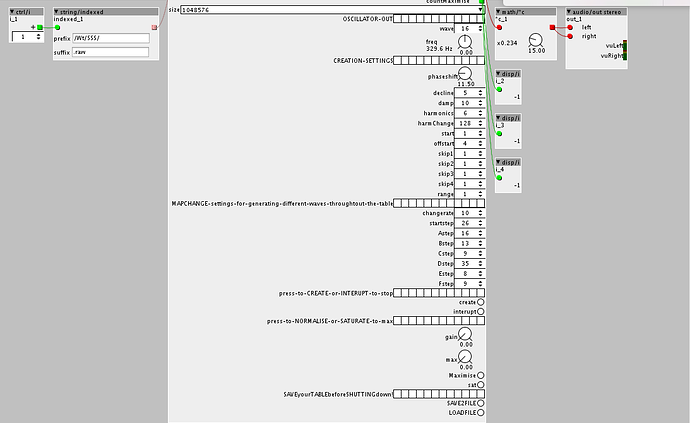 ctrl/i
i_1
1
string/indexed
indexed_1
prefix /Wt/SSS/
suffix .raw
countMaximise
size 1048576
OSCILLATOR-OUT
wave 16
freq
329.6 Hz 0.00
CREATION-SETTINGS
phaseshift
11.50
decline 5
damp 10
harmonics 6
harmChange 128
start 1
offstart 4
skip1 1
skip2 1
skip3 1
skip4 1
range 1
MAPCHANGE-settings-for-generating-different-waves-throughtout-the-table
changerate 10
startstep 26
Astep 16
Bstep 13
Cstep 9
Dstep 35
Estep 8
Fstep 9
press-to-CREATE-or-INTERUPT-to-stop
create
interupt
press-to-NORMALISE-or-SATURATE-to-max
gain
0.00
max
0.00
Maximise
sat
SAVEyourTABLEbeforeSHUTTINGdown!
SAVE2FILE
LOADFILE
math/*c
*c_1
x0.234
15.00
audio/out stereo
out_1
left
right
vuLeft
vuRight
disp/i
i_2
-1
disp/i
i_3
-1
disp/i
i_4
-1